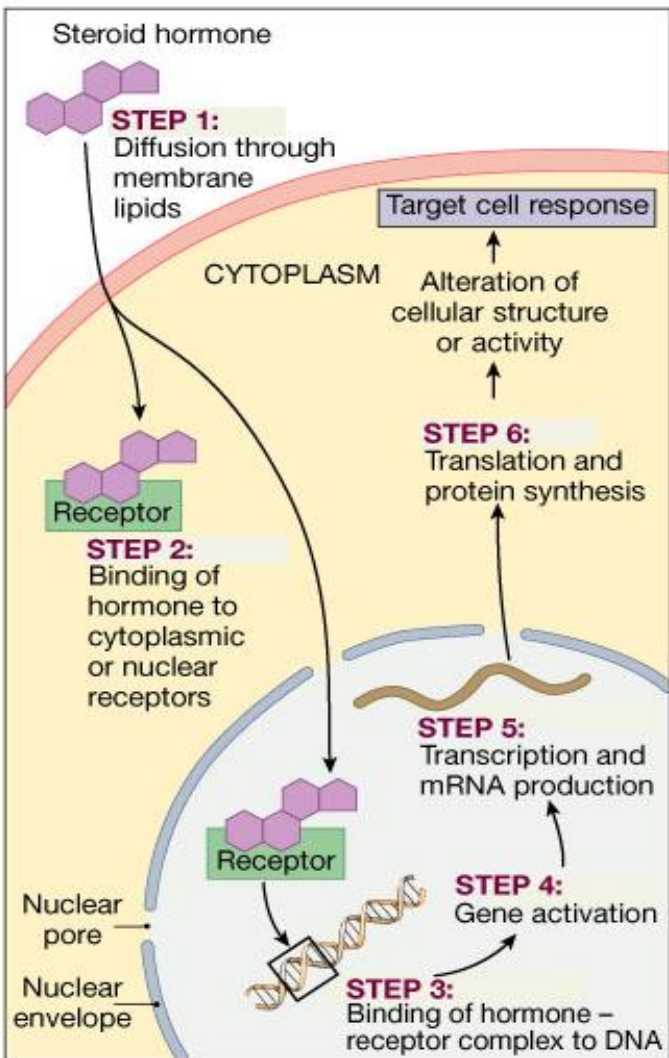 Steroid hormone
STEP 1:
Diffusion through
membrane
lipids
Target cell response
CYTOPLASM
Alteration of
cellular structure
or activity
STEP 6:
Translation and
protein synthesis
Receptor
STEP 2:
Binding of
hormone to
cytoplasmic
or nuclear
receptors
STEP 5:
Transcription and
mRNA production
Receptor
STEP 4:
Gene activation
Nuclear
pore
STEP 3:
Binding of hormone –
receptor complex to DNA
Nuclear
envelope